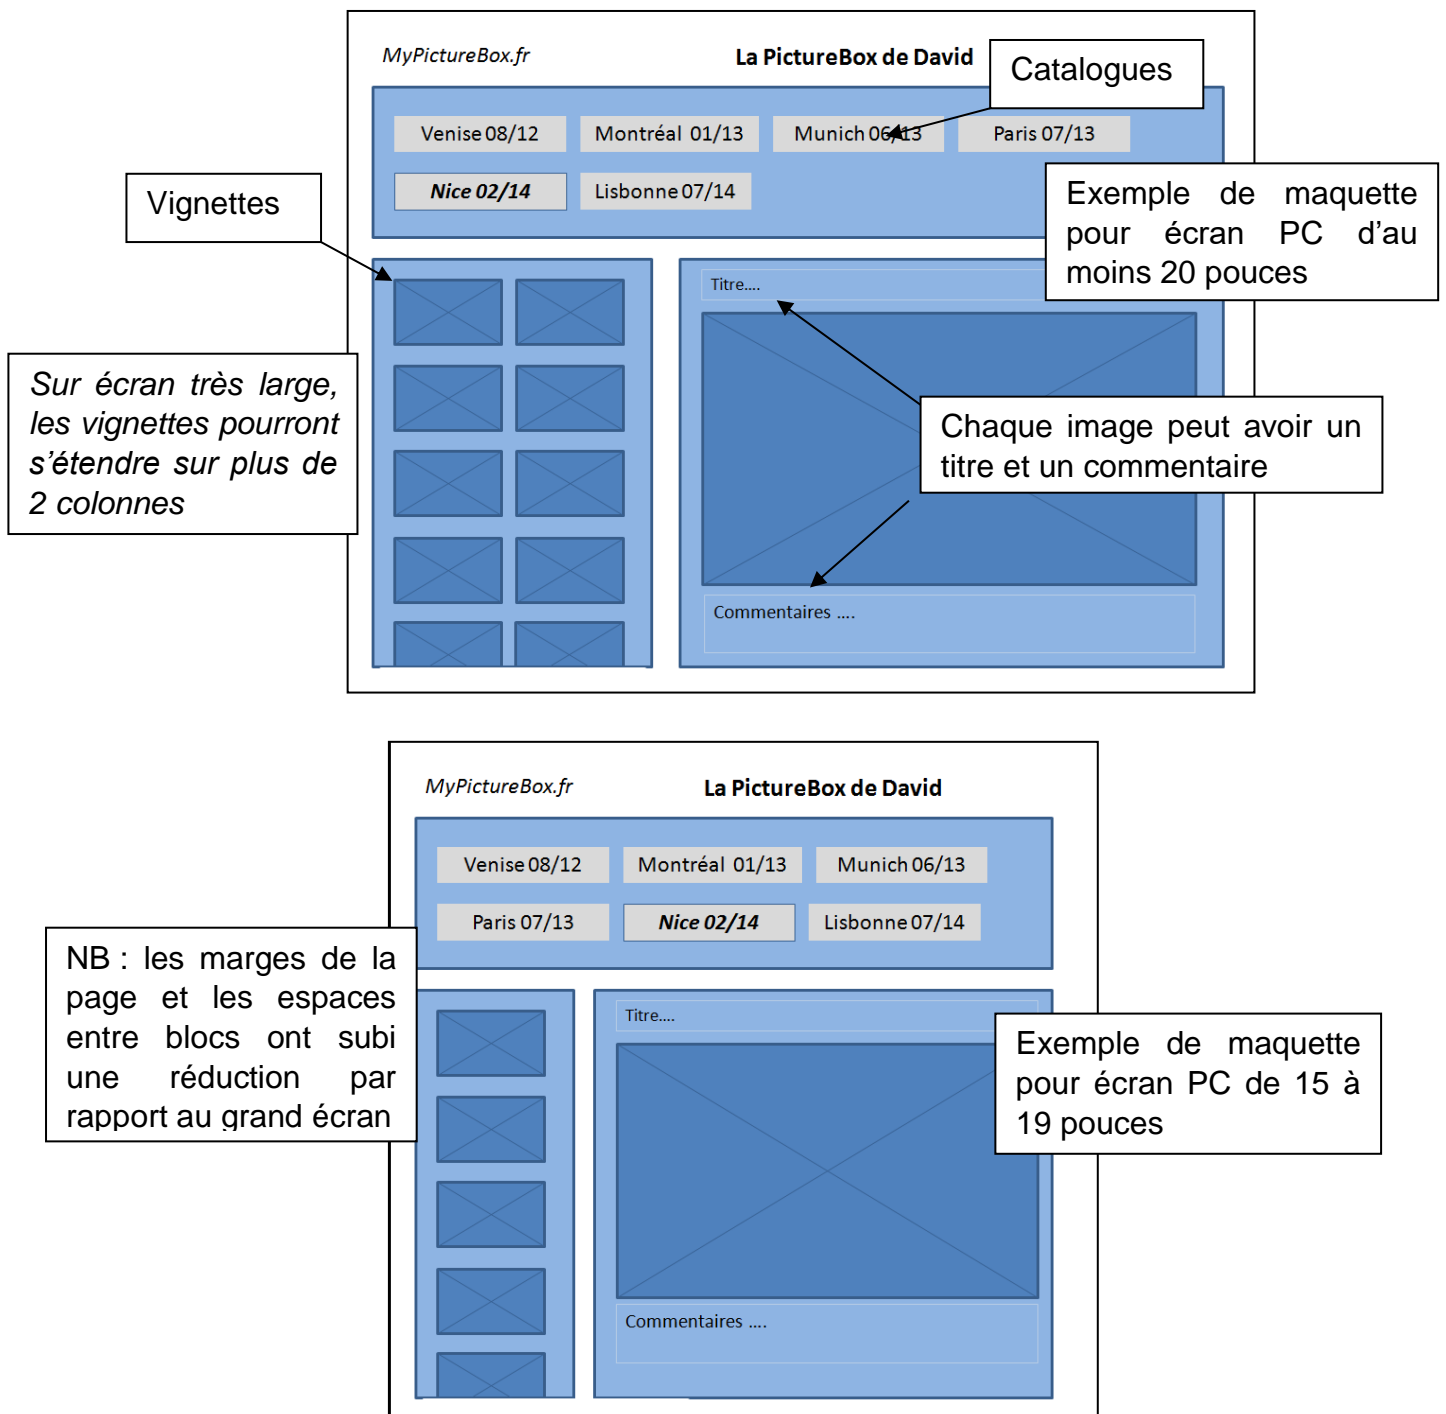 MyPictureBox.fr
La PictureBox de David
Catalogues
Venise 08/12
Montréal 01/13
Munich 06/13
Paris 07/13
Nice 02/14
Lisbonne 07/14
Vignettes
Exemple de maquette
pour écran PC d’au
moins 20 pouces
Titre....
Sur écran très large,
les vignettes pourront
s’étendre sur plus de
2 colonnes
Chaque image peut avoir un
titre et un commentaire
Commentaires ....
MyPictureBox.fr
La PictureBox de David
Venise 08/12
Montréal 01/13
Munich 06/13
Paris 07/13
Nice 02/14
Lisbonne 07/14
NB : les marges de la
page et les espaces
entre blocs ont subi
une réduction par
rapport au grand écran
Titre....
Exemple de maquette
pour écran PC de 15 à
19 pouces
Commentaires ....